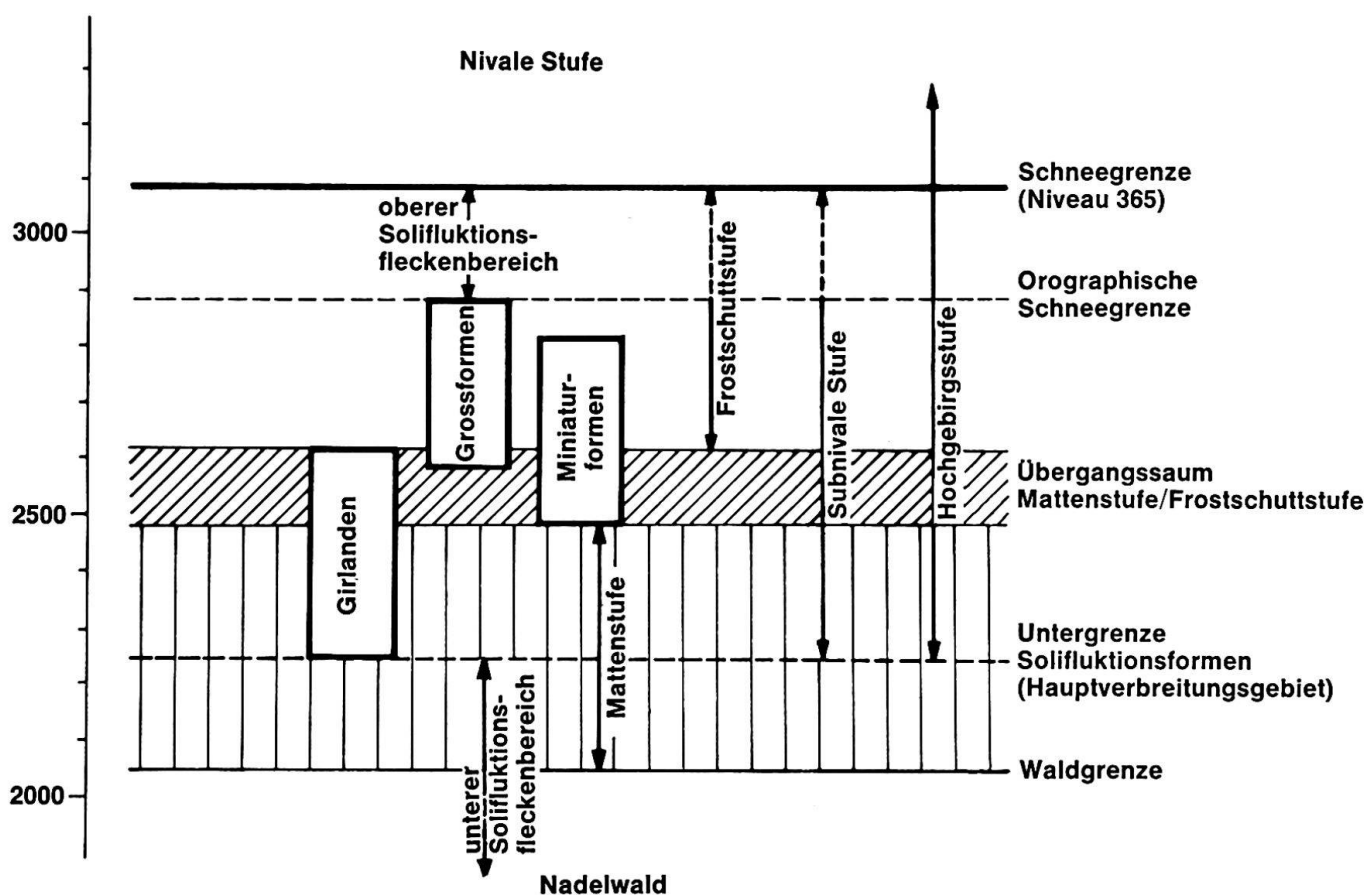 Nivale Stufe
Schneegrenze
(Niveau 365)
oberer
Solifluktions-
fleckenbereich
3000
Orographische
Schneegrenze
Grossformen
Miniatur-
formen
Frostschuttstufe
Subnivale Stufe
Hochgebirgsstufe
Übergangssaum
Mattenstufe/Frostschuttstufe
2500
Girlanden
Mattenstufe
Untergrenze
Solifluktionsformen
(Hauptverbreitungsgebiet)
unterer
Solifluktions-
fleckenbereich
Waldgrenze
2000
Nadelwald